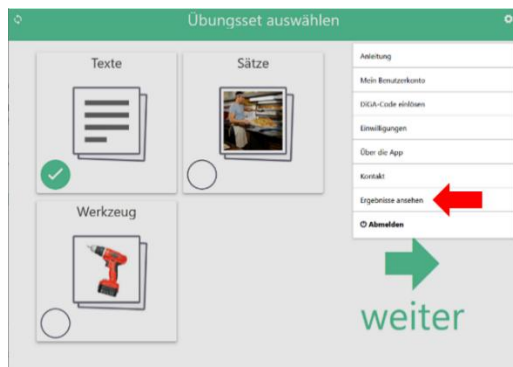 Übungsset auswählen
Texte
Sätze
Werkzeug
Anleitung
Mein Benutzerkonto
DiGA-Code einlösen
Einwilligungen
Über die App
Kontakt
Ergebnisse ansehen
Abmelden
weiter